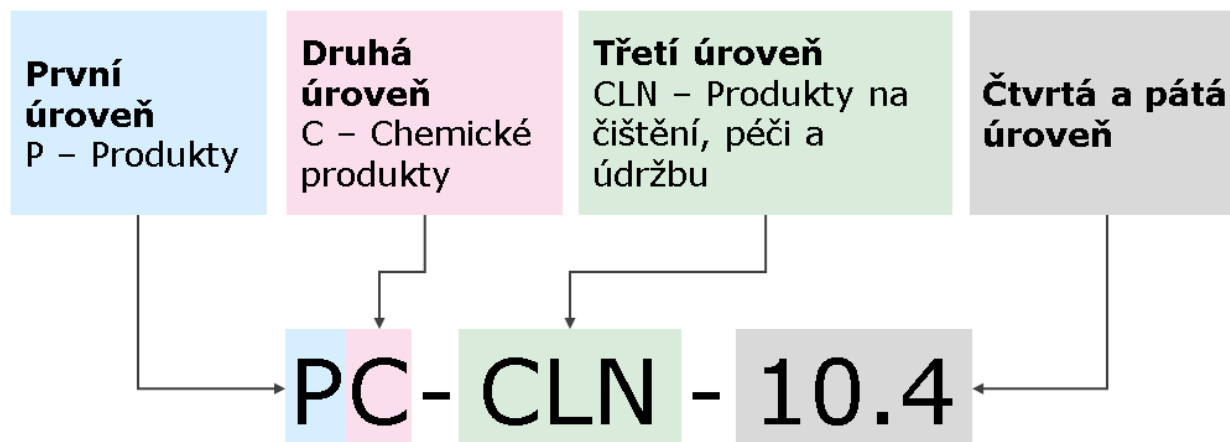 První
úroveň
P – Produkty
Druhá
úroveň
C – Chemické
produkty
Třetí úroveň
CLN – Produkty na
čištění, péči a
údržbu
Čtvrtá a pátá
úroveň
PC-CLN-10.4